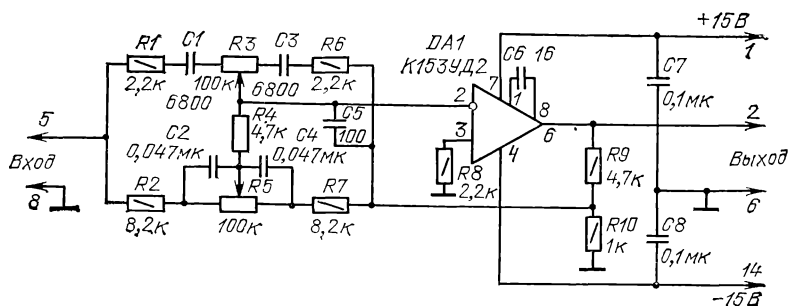 +15В
1
R1
C1
R3
C3
R6
2,2к
100к
2,2к
6800
6800
DA1
К153УД2
C6
16
7
1
8
2
3
6
4
C7
0,1мк
5
Вход
8
R4
4,7к
C5
100
C2
0,047мк
C4
0,047мк
R2
8,2к
R5
100к
R7
8,2к
R8
2,2к
2
R9
4,7к
Выход
6
R10
1к
C8
0,1мк
14
-15В